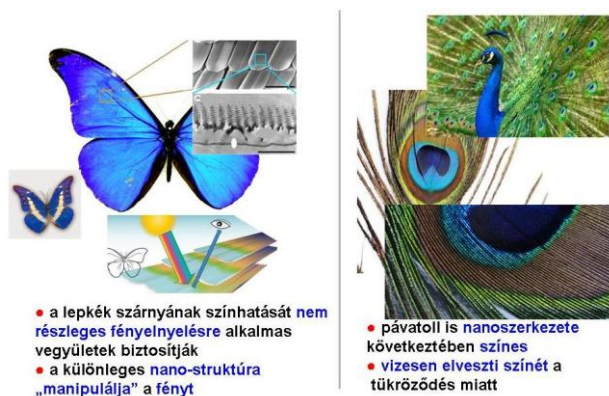 ● a lepkék szárnyának színhatását nem
részleges fényelnyelésre alkalmas
vegyületek biztosítják
● a különleges nano-struktúra
„manipulálja” a fényt
● pávatoll is nanoszerkezete
következtében színes
● vizesen elveszti színét a
tükröződés miatt